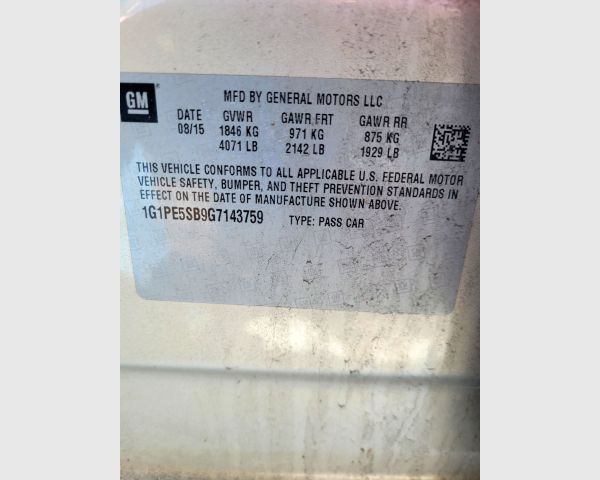 GM
MFD BY GENERAL MOTORS LLC
DATE GVWR GAWR FRT GAWR RR
08/15 1846 KG 971 KG 875 KG
4071 LB 2142 LB 1929 LB
THIS VEHICLE CONFORMS TO ALL APPLICABLE U.S. FEDERAL MOTOR
VEHICLE SAFETY, BUMPER, AND THEFT PREVENTION STANDARDS IN
EFFECT ON THE DATE OF MANUFACTURE SHOWN ABOVE.
1G1PE5SB9G7143759 TYPE: PASS CAR